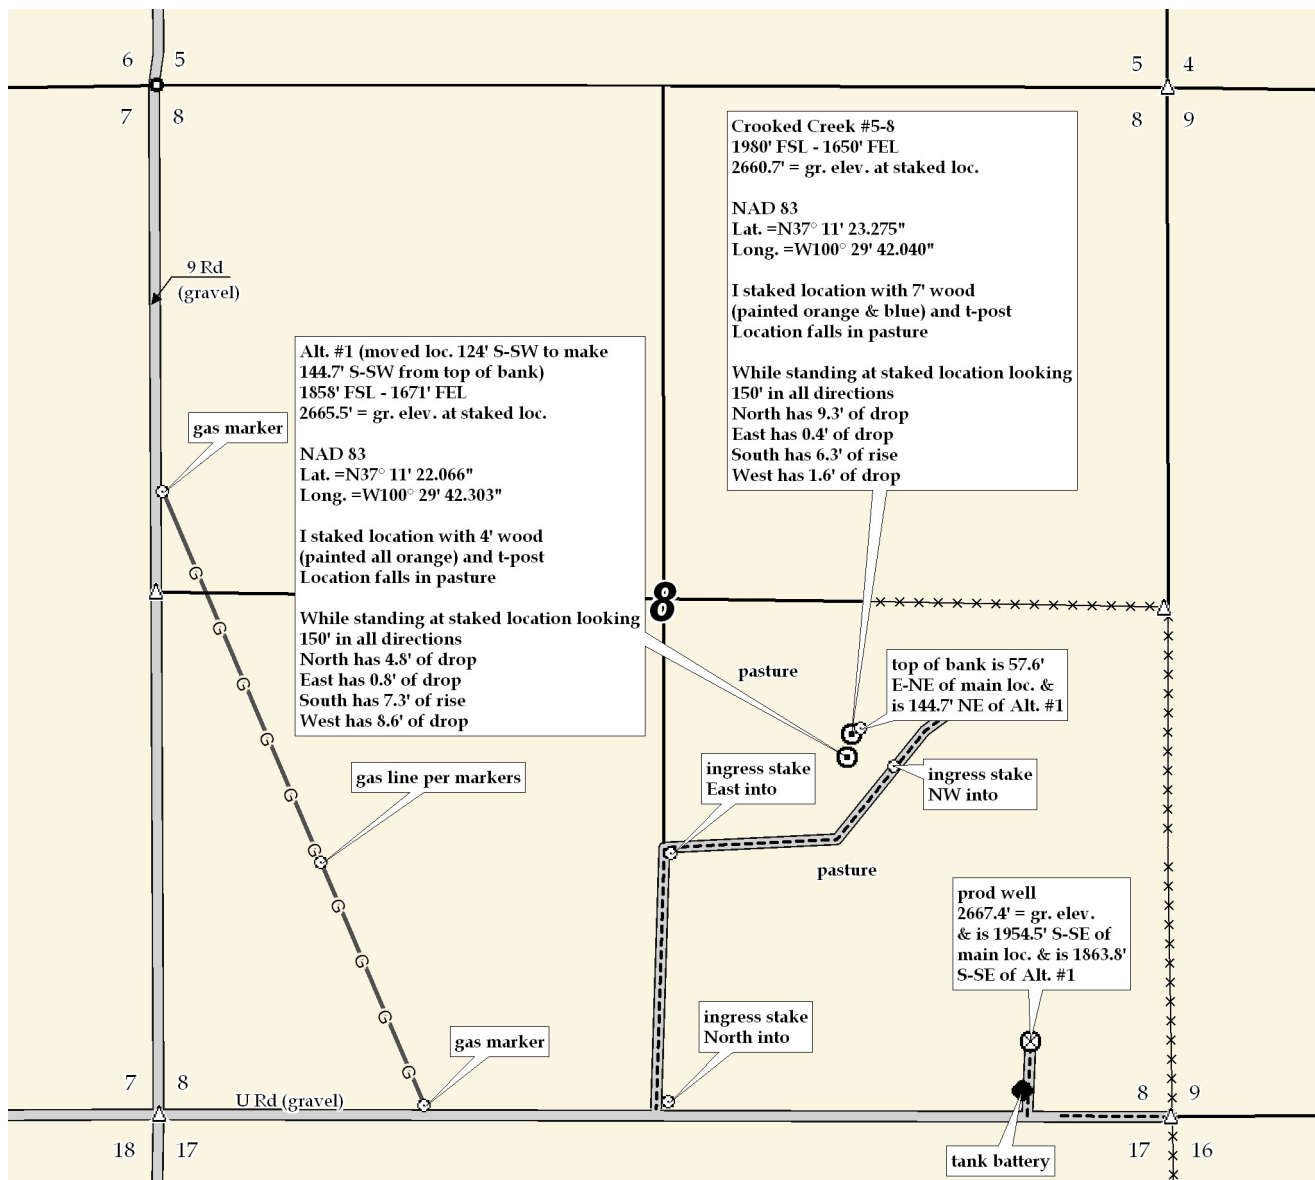 6 5
5 4
7 8
8 9
Crooked Creek #5-8
1980' FSL - 1650' FEL
2660.7' = gr. elev. at staked loc.
NAD 83
Lat. =N37° 11' 23.275"
Long. =W100° 29' 42.040"
I staked location with 7' wood
(painted orange & blue) and t-post
Location falls in pasture
While standing at staked location looking
150' in all directions
North has 9.3' of drop
East has 0.4' of drop
South has 6.3' of rise
West has 1.6' of drop
9 Rd
(gravel)
Alt. #1 (moved loc. 124' S-SW to make
144.7' S-SW from top of bank)
1858' FSL - 1671' FEL
2665.5' = gr. elev. at staked loc.
NAD 83
Lat. =N37° 11' 22.066"
Long. =W100° 29' 42.303"
I staked location with 4' wood
(painted all orange) and t-post
Location falls in pasture
While standing at staked location looking
150' in all directions
North has 4.8' of drop
East has 0.8' of drop
South has 7.3' of rise
West has 8.6' of drop
gas marker
G
G
G
G
G
G
G
G
G
G
8
pasture
top of bank is 57.6'
E-NE of main loc. &
is 144.7' NE of Alt. #1
ingress stake
East into
ingress stake
NW into
gas line per markers
pasture
prod well
2667.4' = gr. elev.
& is 1954.5' S-SE of
main loc. & is 1863.8'
S-SE of Alt. #1
ingress stake
North into
gas marker
7 8
U Rd (gravel)
8 9
18 17
17 16
tank battery